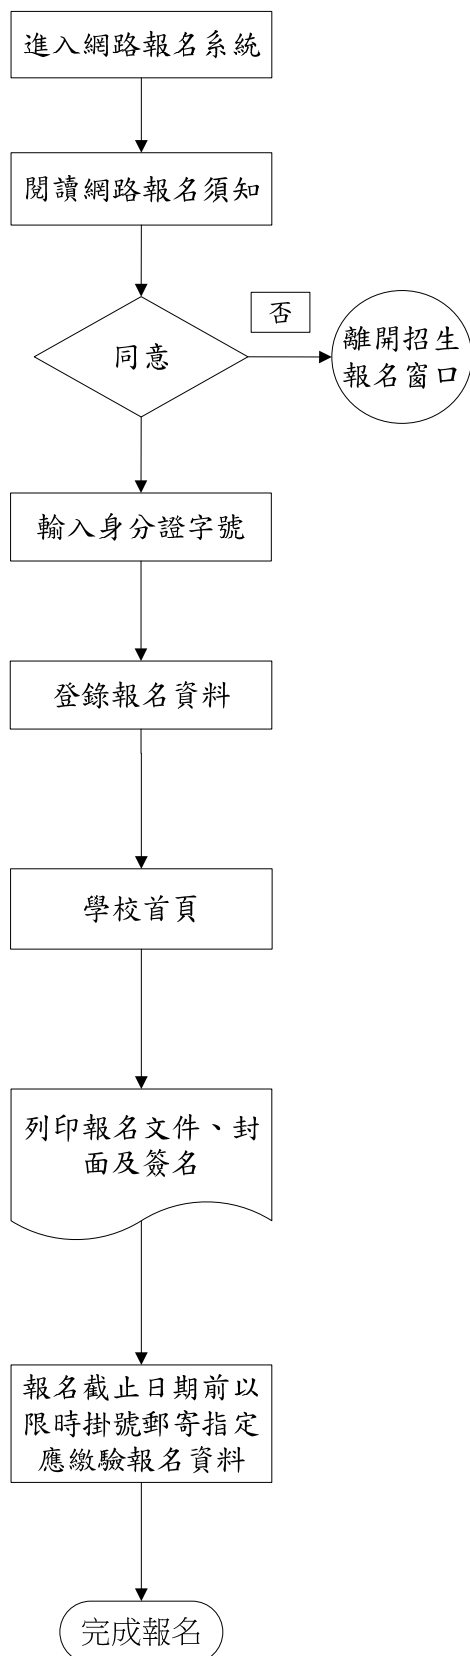 進入網路報名系統
閱讀網路報名須知
否
同意
離開招生
報名窗口
輸入身分證字號
登錄報名資料
學校首頁
列印報名文件、封
面及簽名
報名截止日期前以
限時掛號郵寄指定
應繳驗報名資料
完成報名